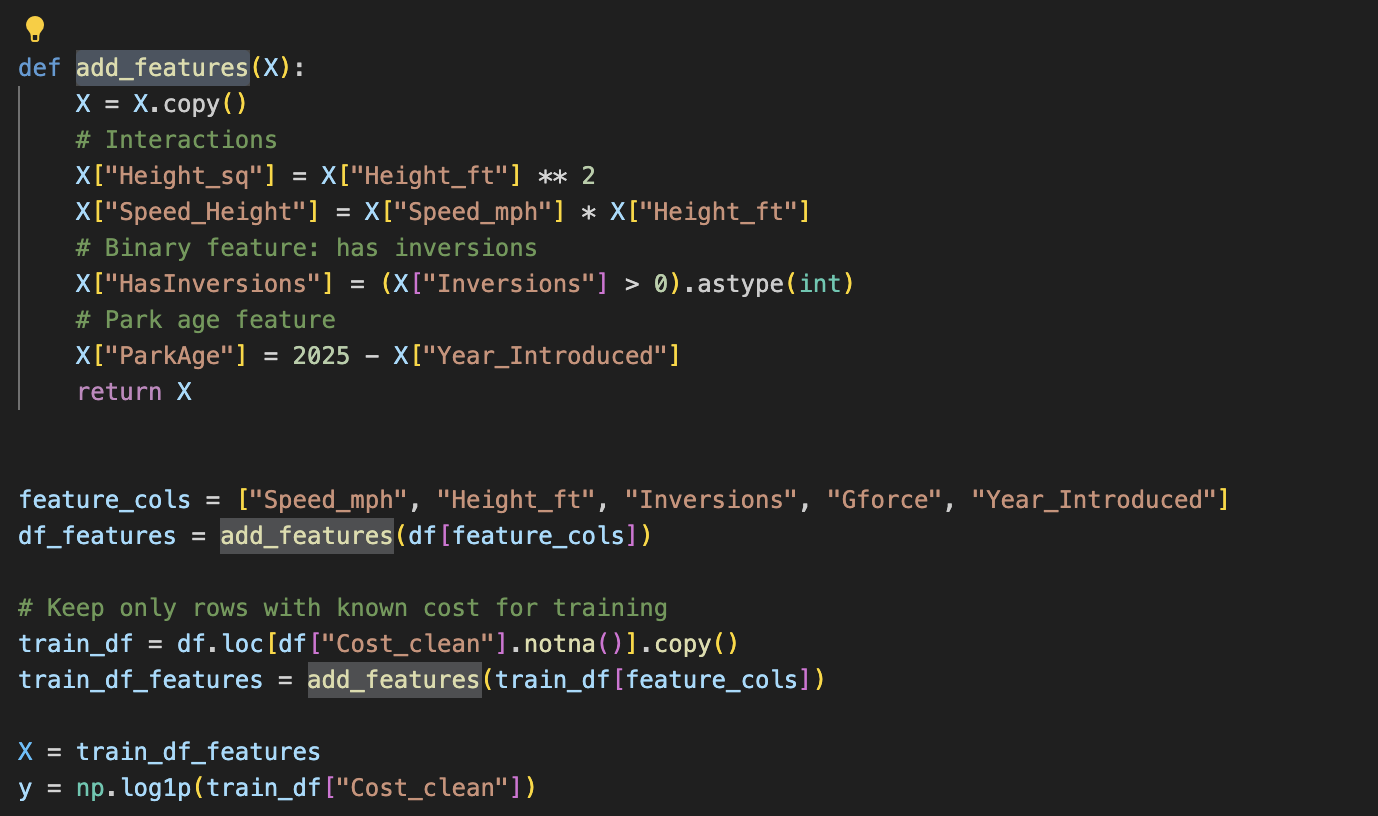 def add_features(X):
    X = X.copy()
    # Interactions
    X["Height_sq"] = X["Height_ft"] ** 2
    X["Speed_Height"] = X["Speed_mph"] * X["Height_ft"]
    # Binary feature: has inversions
    X["HasInversions"] = (X["Inversions"] > 0).astype(int)
    # Park age feature
    X["ParkAge"] = 2025 - X["Year_Introduced"]
    return X
feature_cols = ["Speed_mph", "Height_ft", "Inversions", "Gforce", "Year_Introduced"]
df_features = add_features(df[feature_cols])
# Keep only rows with known cost for training
train_df = df.loc[df["Cost_clean"].notna()].copy()
train_df_features = add_features(train_df[feature_cols])
X = train_df_features
y = np.log1p(train_df["Cost_clean"])